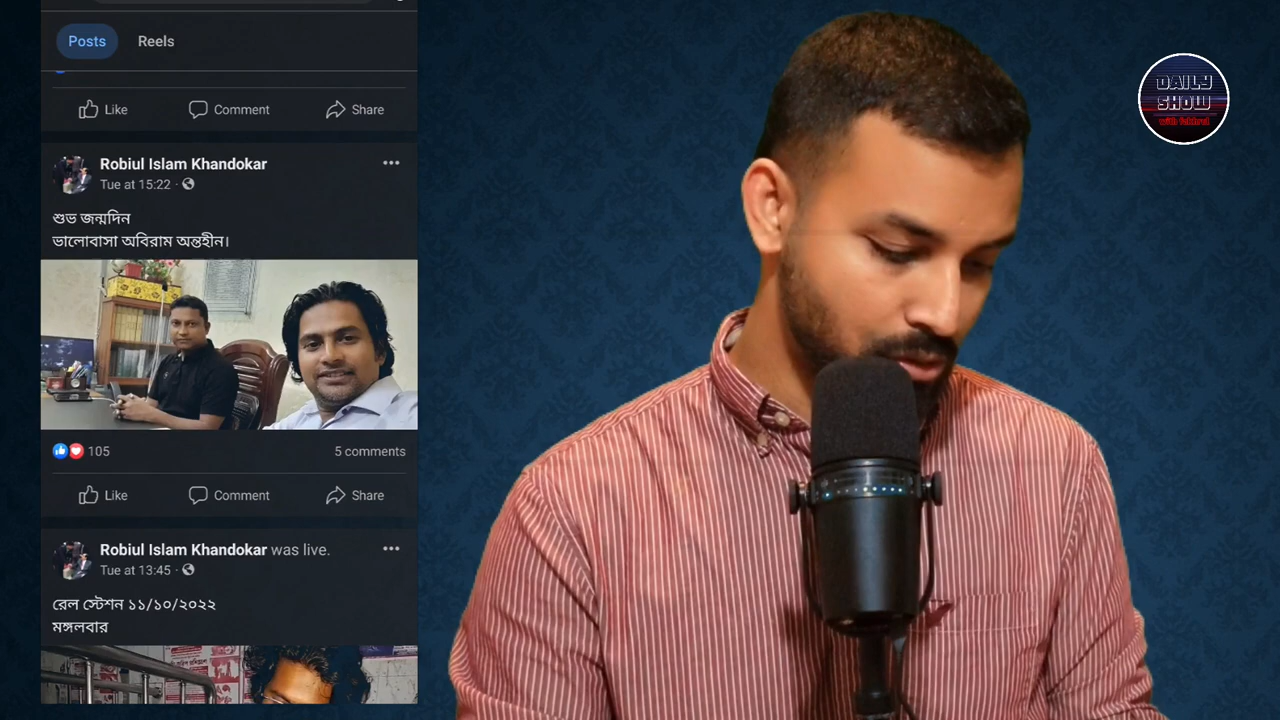 Posts
Reels
Like
Comment
Share
Robiul Islam Khandokar
Tue at 15:22 ·
শুভ জন্মদিন
ভালোবাসা অবিরাম অন্তহীন।
105
5 comments
Like
Comment
Share
Robiul Islam Khandokar was live.
Tue at 13:45 ·
রেল স্টেশন ১১/১০/২০২২
মঙ্গলবার
DAILY
SHOW
with fakhrul